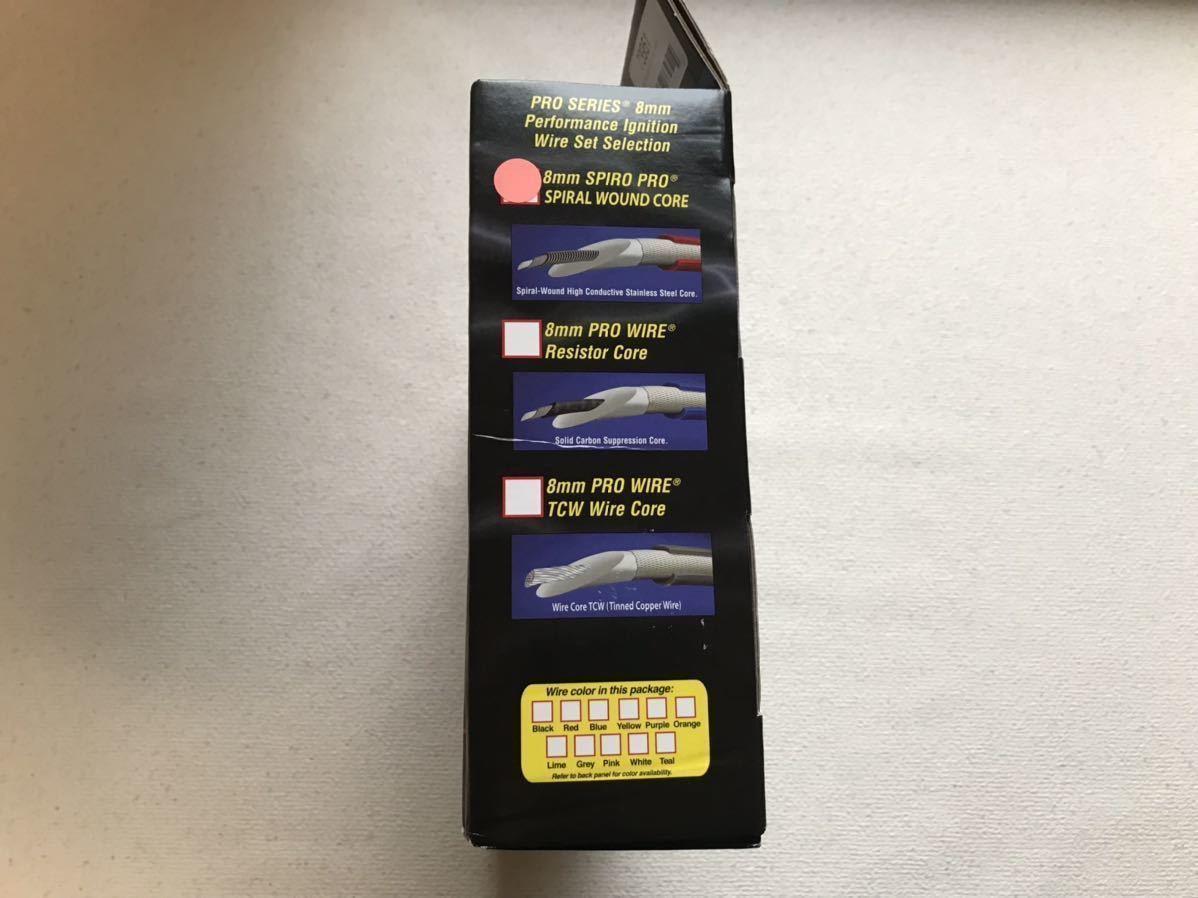 PRO SERIES® 8mm
Performance Ignition
Wire Set Selection
8mm SPIRO PRO®
SPIRAL WOUND CORE
Spiral-Wound High Conductive Stainless Steel Core.
8mm PRO WIRE®
Resistor Core
Solid Carbon Suppression Core.
8mm PRO WIRE®
TCW Wire Core
Wire Core TCW (Tinned Copper Wire)
Wire color in this package:
Black Red Blue Yellow Purple Orange
Lime Grey Pink White Teal
Refer to back panel for color availability.